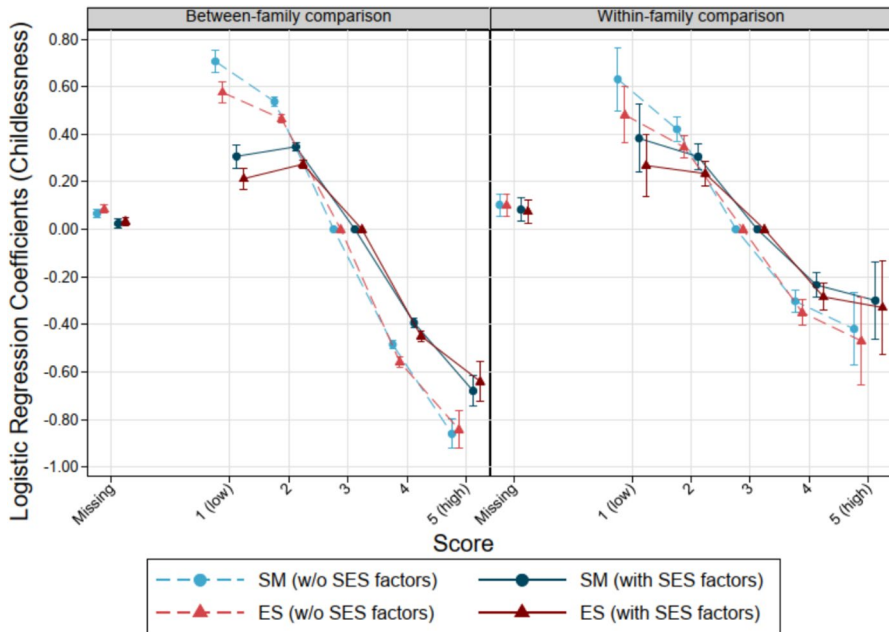 Between-family comparison
Within-family comparison
Logistic Regression Coefficients (Childlessness)
0.80
0.60
0.40
0.20
0.00
-0.20
-0.40
-0.60
-0.80
-1.00
Missing
1 (low)
2
3
4
5 (high)
Missing
1 (low)
2
3
4
5 (high)
Score
SM (w/o SES factors)
SM (with SES factors)
ES (w/o SES factors)
ES (with SES factors)